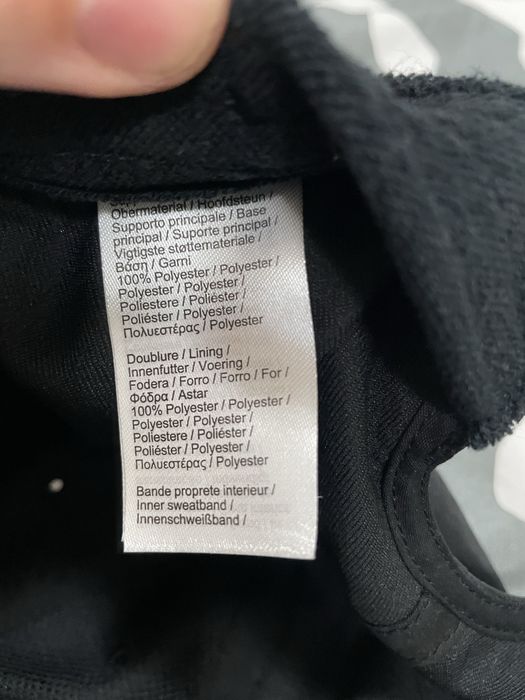 Obermaterial / Hoofdsteun /
Supporto principale / Base
principal / Suporte principal /
Vigtigste støttemateriale /
Βάση / Garni
100% Polyester / Polyester /
Polyester / Polyester /
Poliestere / Poliéster /
Poliéster / Polyester /
Πολυεστέρας / Polyester
Doublure / Lining /
Innenfutter / Voering /
Fodera / Forro / Forro / For /
Φόδρα / Astar
100% Polyester / Polyester /
Polyester / Polyester /
Poliestere / Poliéster /
Poliéster / Polyester /
Πολυεστέρας / Polyester
Bande proprete interieur /
Inner sweatband /
Innenschweißband /